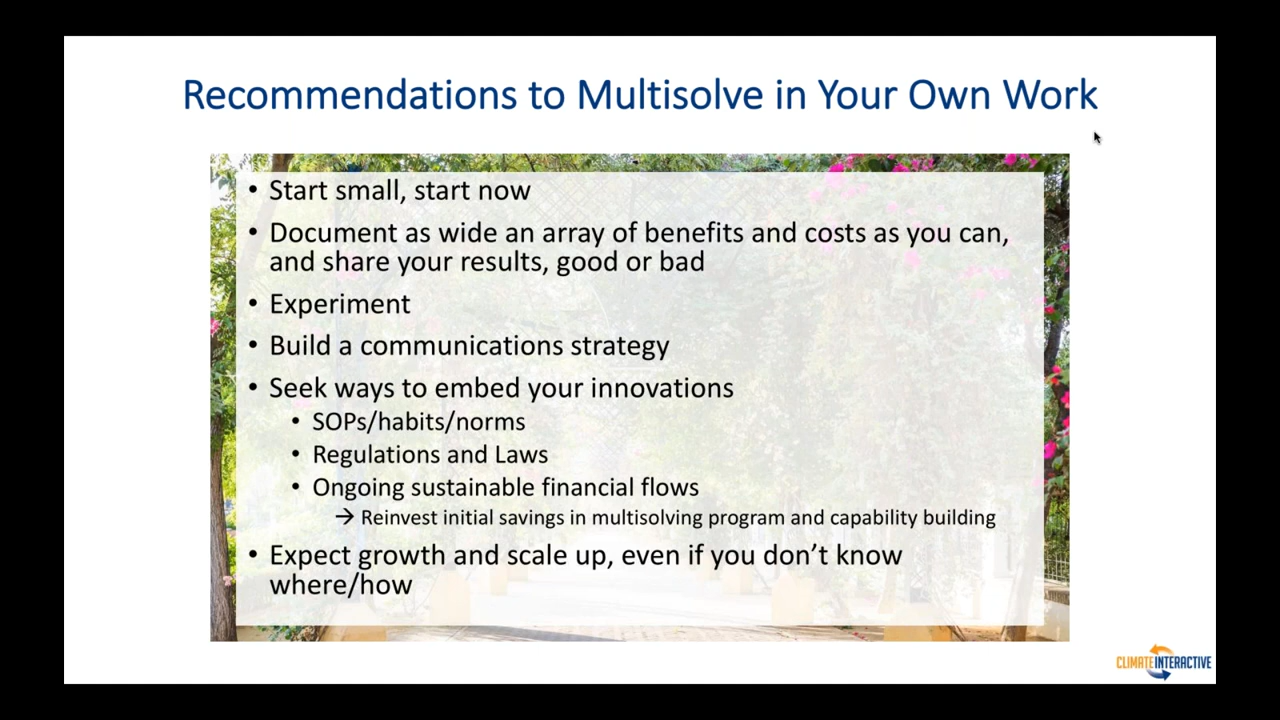 Recommendations to Multisolve in Your Own Work
• Start small, start now
• Document as wide an array of benefits and costs as you can,
and share your results, good or bad
• Experiment
• Build a communications strategy
• Seek ways to embed your innovations
• SOPs/habits/norms
• Regulations and Laws
• Ongoing sustainable financial flows
→ Reinvest initial savings in multisolving program and capability building
• Expect growth and scale up, even if you don’t know
where/how
CLIMATEINTERACTIVE